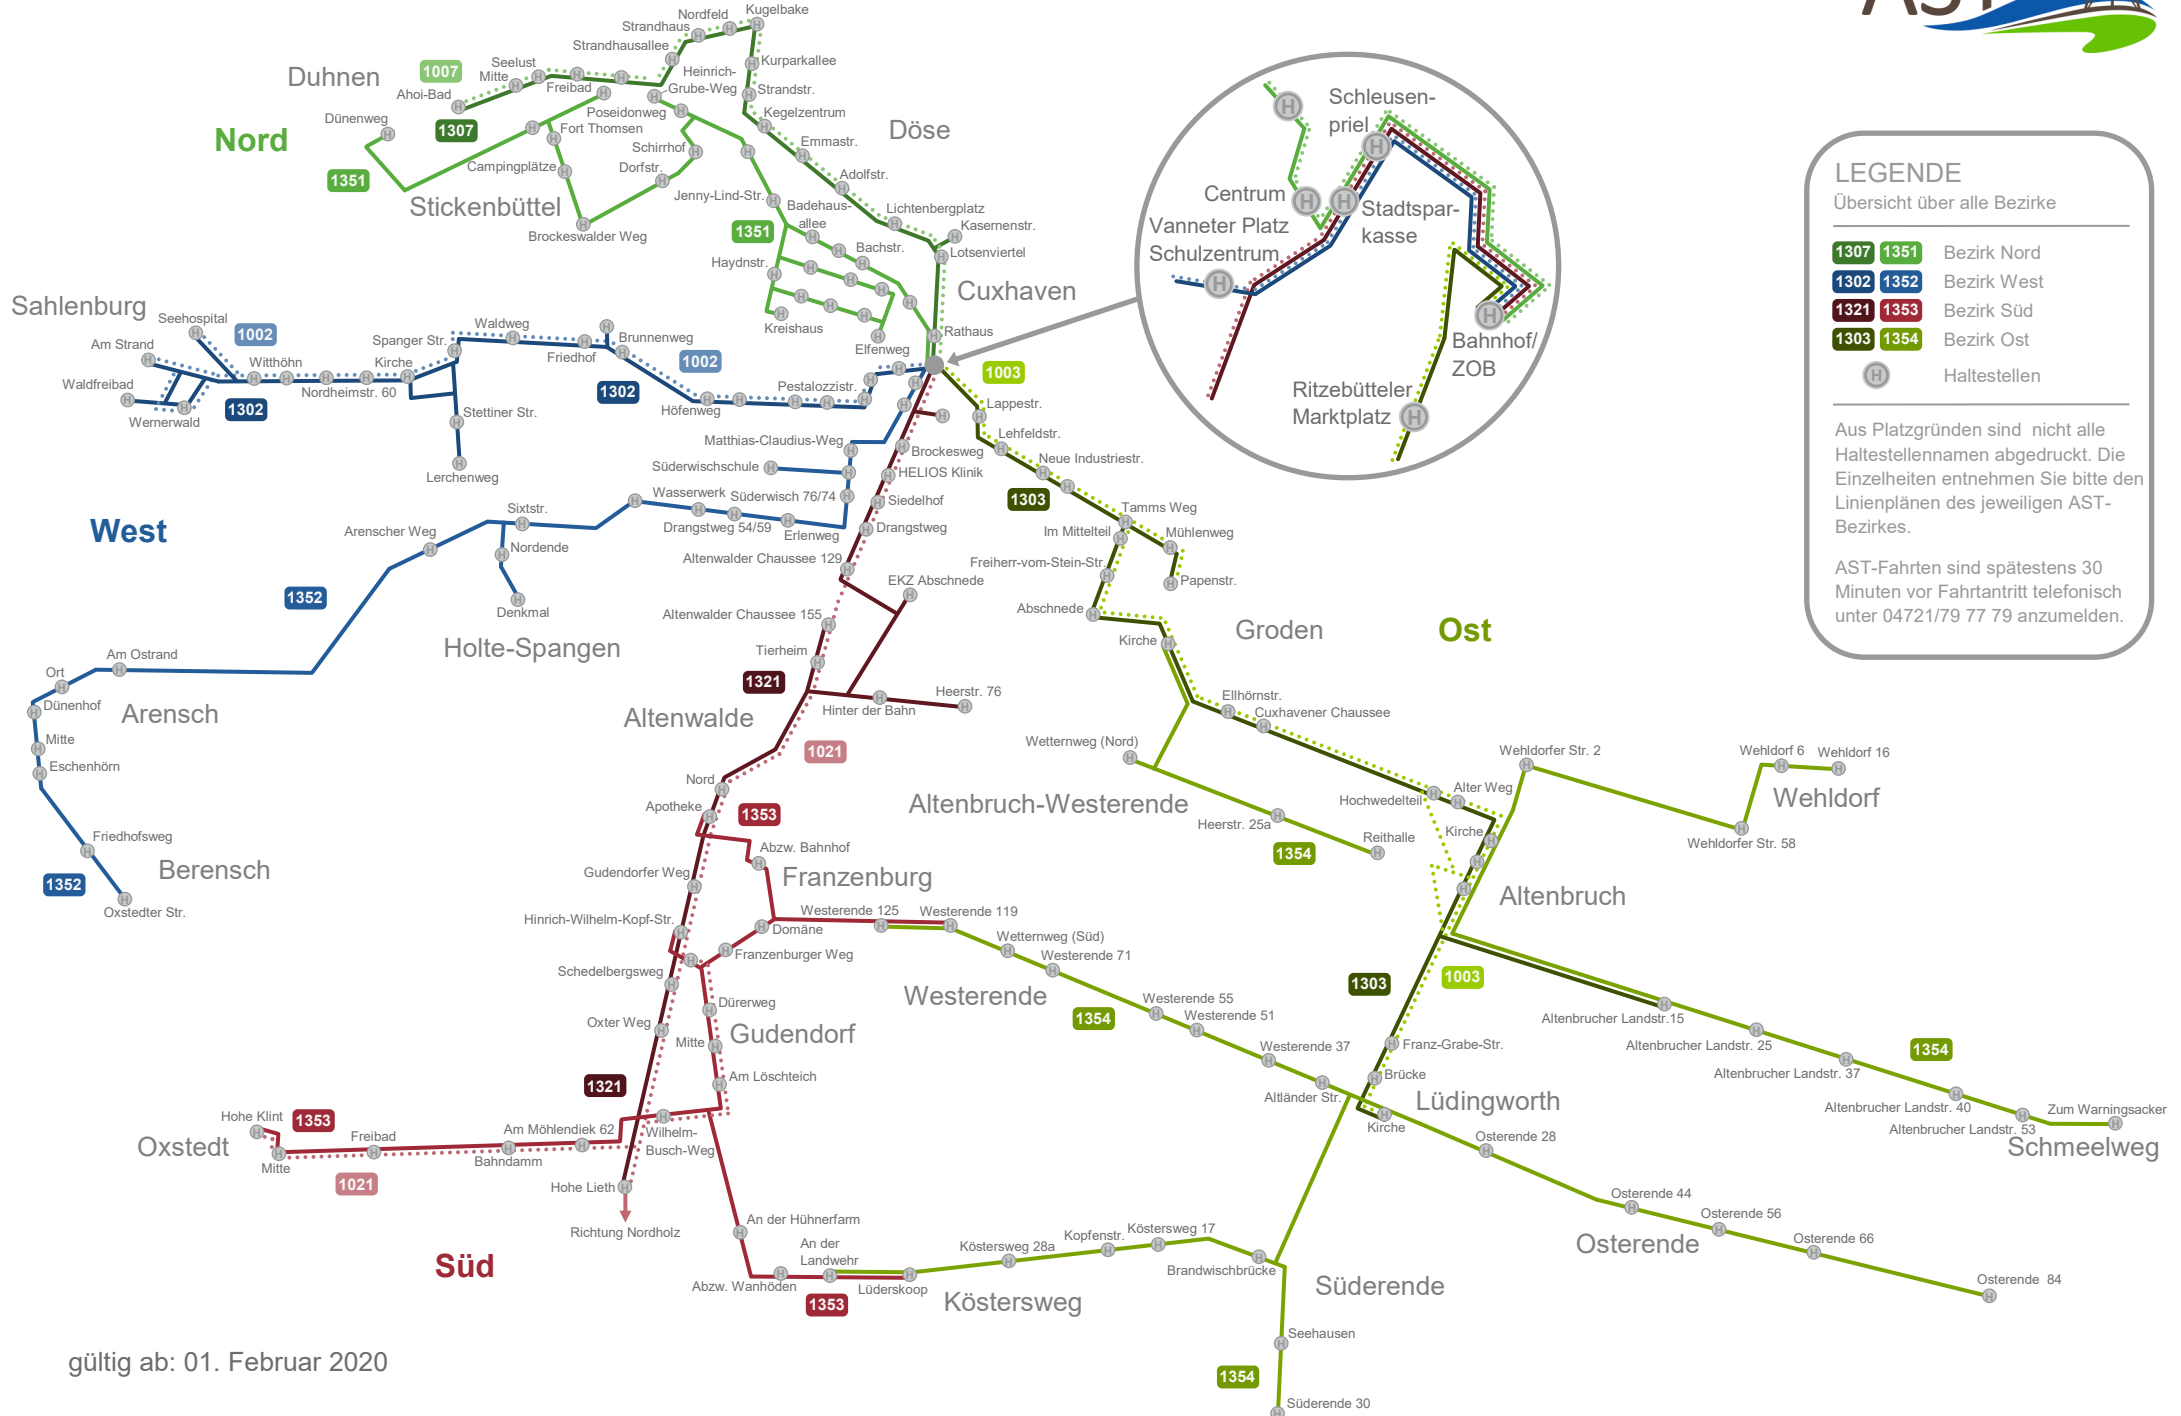 AST
Kugelbake
Nordfeld
Strandhaus
Strandhausallee
Duhnen
1007
Seelust
Mitte
Ahoi-Bad
Freibad
Heinrich-
Grube-Weg
Kurparkallee
Strandstr.
Kegelzentrum
Poseidonweg
Dünenweg
1307
Fort Thomsen
Nord
Emmastr.
Döse
Schirrhof
Campingplätze
Dorfstr.
Adolfstr.
1351
Jenny-Lind-Str.
Stickenbüttel
Badehaus-
allee
Lichtenbergplatz
Kasernenstr.
Brockeswalder Weg
1351
Bachstr.
Lotsenviertel
Haydnstr.
Cuxhaven
Kreishaus
Rathaus
Elfenweg
Schleusen-
priel
Centrum
Stadtspar-
kasse
Vanneter Platz
Schulzentrum
Bahnhof/
ZOB
Ritzebütteler
Marktplatz
LEGENDE
Übersicht über alle Bezirke
1307 1351 Bezirk Nord
1302 1352 Bezirk West
1321 1353 Bezirk Süd
1303 1354 Bezirk Ost
H Haltestellen
Aus Platzgründen sind nicht alle
Haltestellennamen abgedruckt. Die
Einzelheiten entnehmen Sie bitte den
Linienplänen des jeweiligen AST-
Bezirkes.
AST-Fahrten sind spätestens 30
Minuten vor Fahrtantritt telefonisch
unter 04721/79 77 79 anzumelden.
Sahlenburg
Seehospital
1002
Am Strand
Witthöhn
Waldfreibad
Wernerwald
1302
Nordheimstr. 60
Kirche
Spanger Str.
Waldweg
Friedhof
Brunnenweg
1002
1302
Höfenweg
Pestalozzistr.
Stettiner Str.
Lerchenweg
Matthias-Claudius-Weg
Süderwischschule
Wasserwerk
Süderwisch 76/74
Drangstweg 54/59
Erlenweg
Sixtstr.
Arenscher Weg
Nordende
Denkmal
West
1352
Holte-Spangen
Am Ostrand
Ort
Dünenhof
Arensch
Mitte
Eschenhörn
Friedhofsweg
Berensch
1352
Oxstedter Str.
Brockesweg
HELIOS Klinik
Siedelhof
Drangstweg
Altenwalder Chaussee 129
EKZ Abschnede
Altenwalder Chaussee 155
Tierheim
1321
Hinter der Bahn
Heerstr. 76
Altenwalde
1021
Nord
Apotheke
1353
Abzw. Bahnhof
Gudendorfer Weg
Franzenburg
Hinrich-Wilhelm-Kopf-Str.
Domäne
Westerende 125
Westerende 119
Franzenburger Weg
Schedelbergsweg
Dürerweg
Oxter Weg
Gudendorf
Mitte
Am Löschteich
1321
Hohe Klint
1353
Oxstedt
Mitte
Freibad
1021
Am Möhlendiek 62
Bahndamm
Wilhelm-
Busch-Weg
Hohe Lieth
Richtung Nordholz
Süd
An der Hühnerfarm
An der
Landwehr
Abzw. Wanhöden
1353
Lüderskoop
1003
Lappestr.
Lehfeldstr.
Neue Industriestr.
1303
Tamms Weg
Im Mittelteil
Mühlenweg
Freiherr-vom-Stein-Str.
Papenstr.
Abschnede
Kirche
Groden
Ost
Ellhörnstr.
Cuxhavener Chaussee
Wetternweg (Nord)
Altenbruch-Westerende
Heerstr. 25a
1354
Reithalle
Hochwedelteil
Alter Weg
Kirche
Wehldorfer Str. 2
Wehldorf 6
Wehldorf 16
Wehldorf
Wehldorfer Str. 58
Altenbruch
Wetternweg (Süd)
Westerende 71
Westerende
1354
Westerende 55
Westerende 51
Westerende 37
Altländer Str.
1303
1003
Altenbrucher Landstr.15
Altenbrucher Landstr. 25
Altenbrucher Landstr. 37
1354
Altenbrucher Landstr. 40
Altenbrucher Landstr. 53
Zum Warningsacker
Schmeelweg
Franz-Grabe-Str.
Brücke
Lüdingworth
Kirche
Osterende 28
Osterende 44
Osterende 56
Osterende
Osterende 66
Osterende 84
Köstersweg 28a
Kopfenstr.
Köstersweg 17
Brandwischbrücke
Köstersweg
Süderende
Seehausen
1354
Süderende 30
gültig ab: 01. Februar 2020